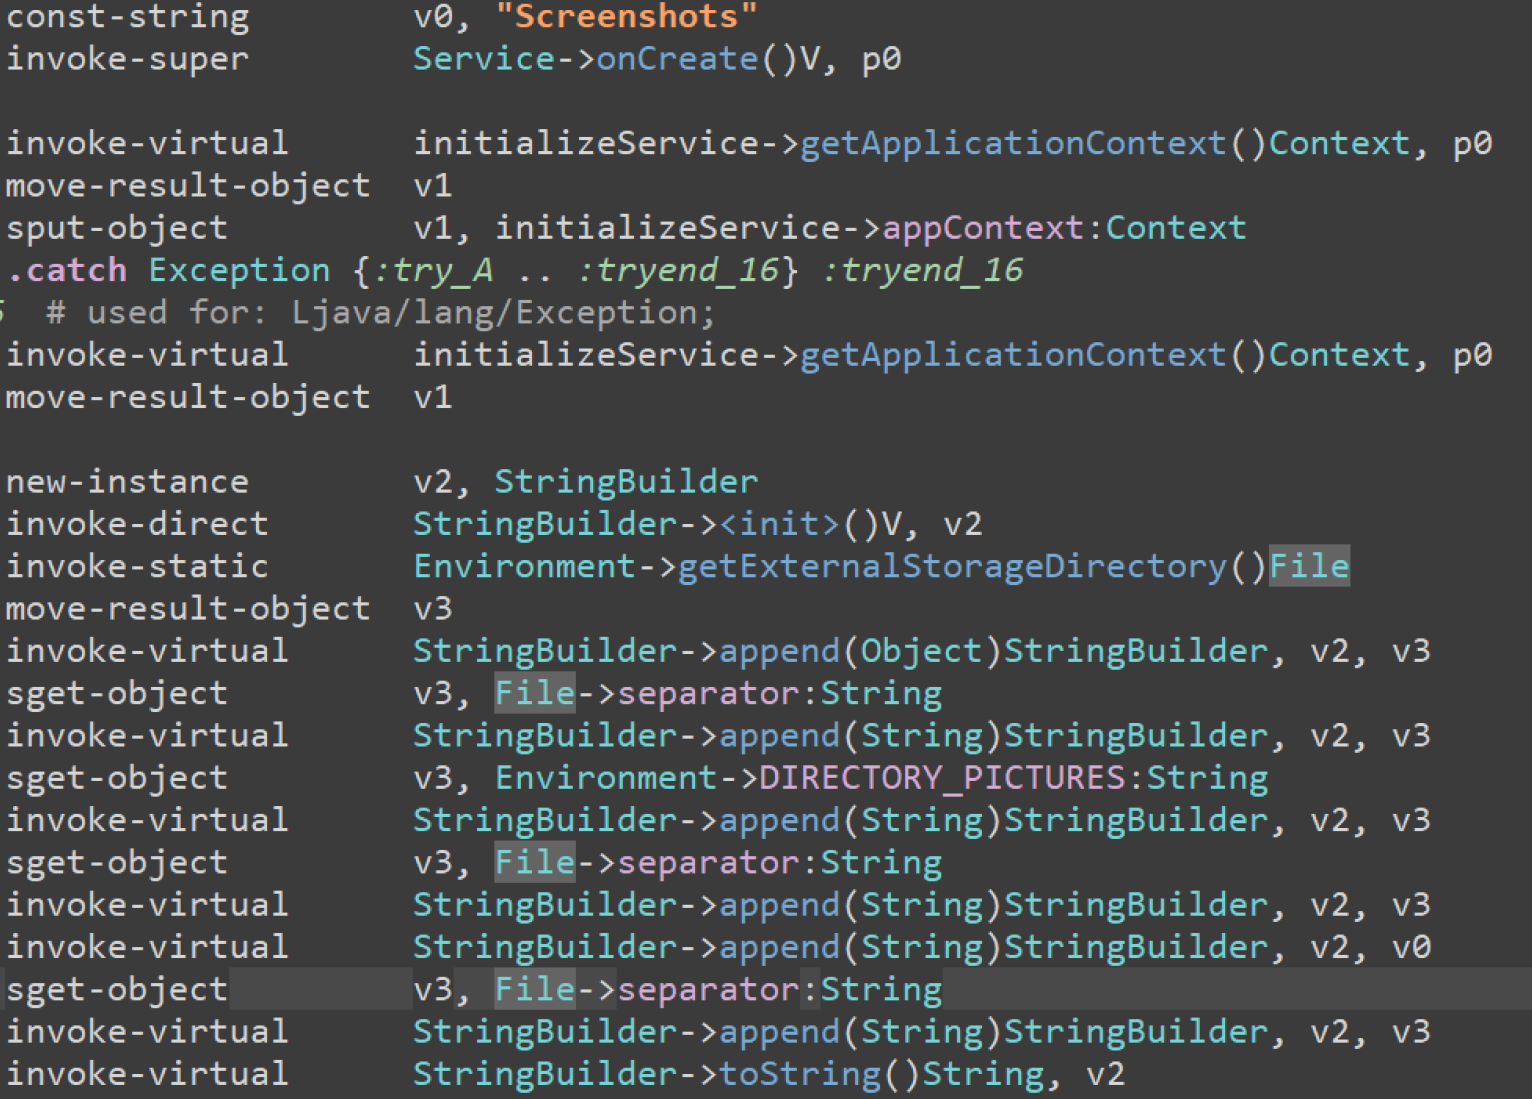 const-string v0, "Screenshots"
invoke-super Service->onCreate()V, p0
invoke-virtual initializeService->getApplicationContext()Context, p0
move-result-object v1
sput-object v1, initializeService->appContext:Context
.catch Exception {:try_A .. :tryend_16} :tryend_16
# used for: Ljava/lang/Exception;
invoke-virtual initializeService->getApplicationContext()Context, p0
move-result-object v1
new-instance v2, StringBuilder
invoke-direct StringBuilder-><init>()V, v2
invoke-static Environment->getExternalStorageDirectory()File
move-result-object v3
invoke-virtual StringBuilder->append(Object)StringBuilder, v2, v3
sget-object v3, File->separator:String
invoke-virtual StringBuilder->append(String)StringBuilder, v2, v3
sget-object v3, Environment->DIRECTORY_PICTURES:String
invoke-virtual StringBuilder->append(String)StringBuilder, v2, v3
sget-object v3, File->separator:String
invoke-virtual StringBuilder->append(String)StringBuilder, v2, v3
invoke-virtual StringBuilder->append(String)StringBuilder, v2, v0
sget-object v3, File->separator:String
invoke-virtual StringBuilder->append(String)StringBuilder, v2, v3
invoke-virtual StringBuilder->toString()String, v2